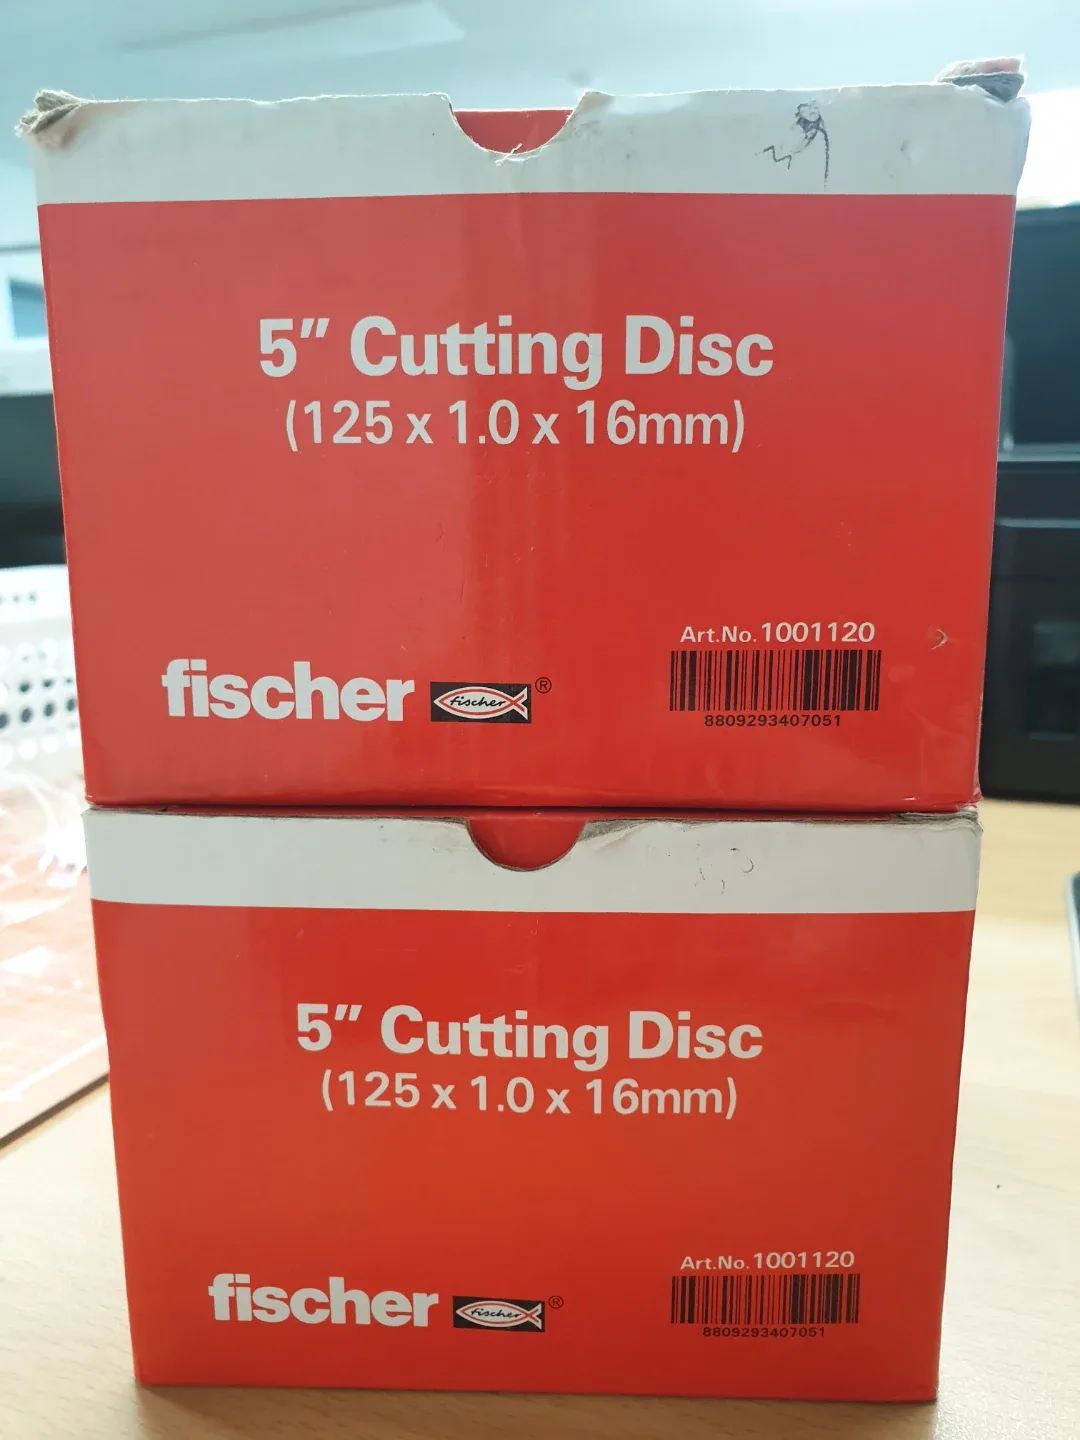 5" Cutting Disc
(125 x 1.0 x 16mm)
Art.No. 1001120
fischer fischer ®
8809293407051
5" Cutting Disc
(125 x 1.0 x 16mm)
Art.No. 1001120
fischer fischer ®
8809293407051